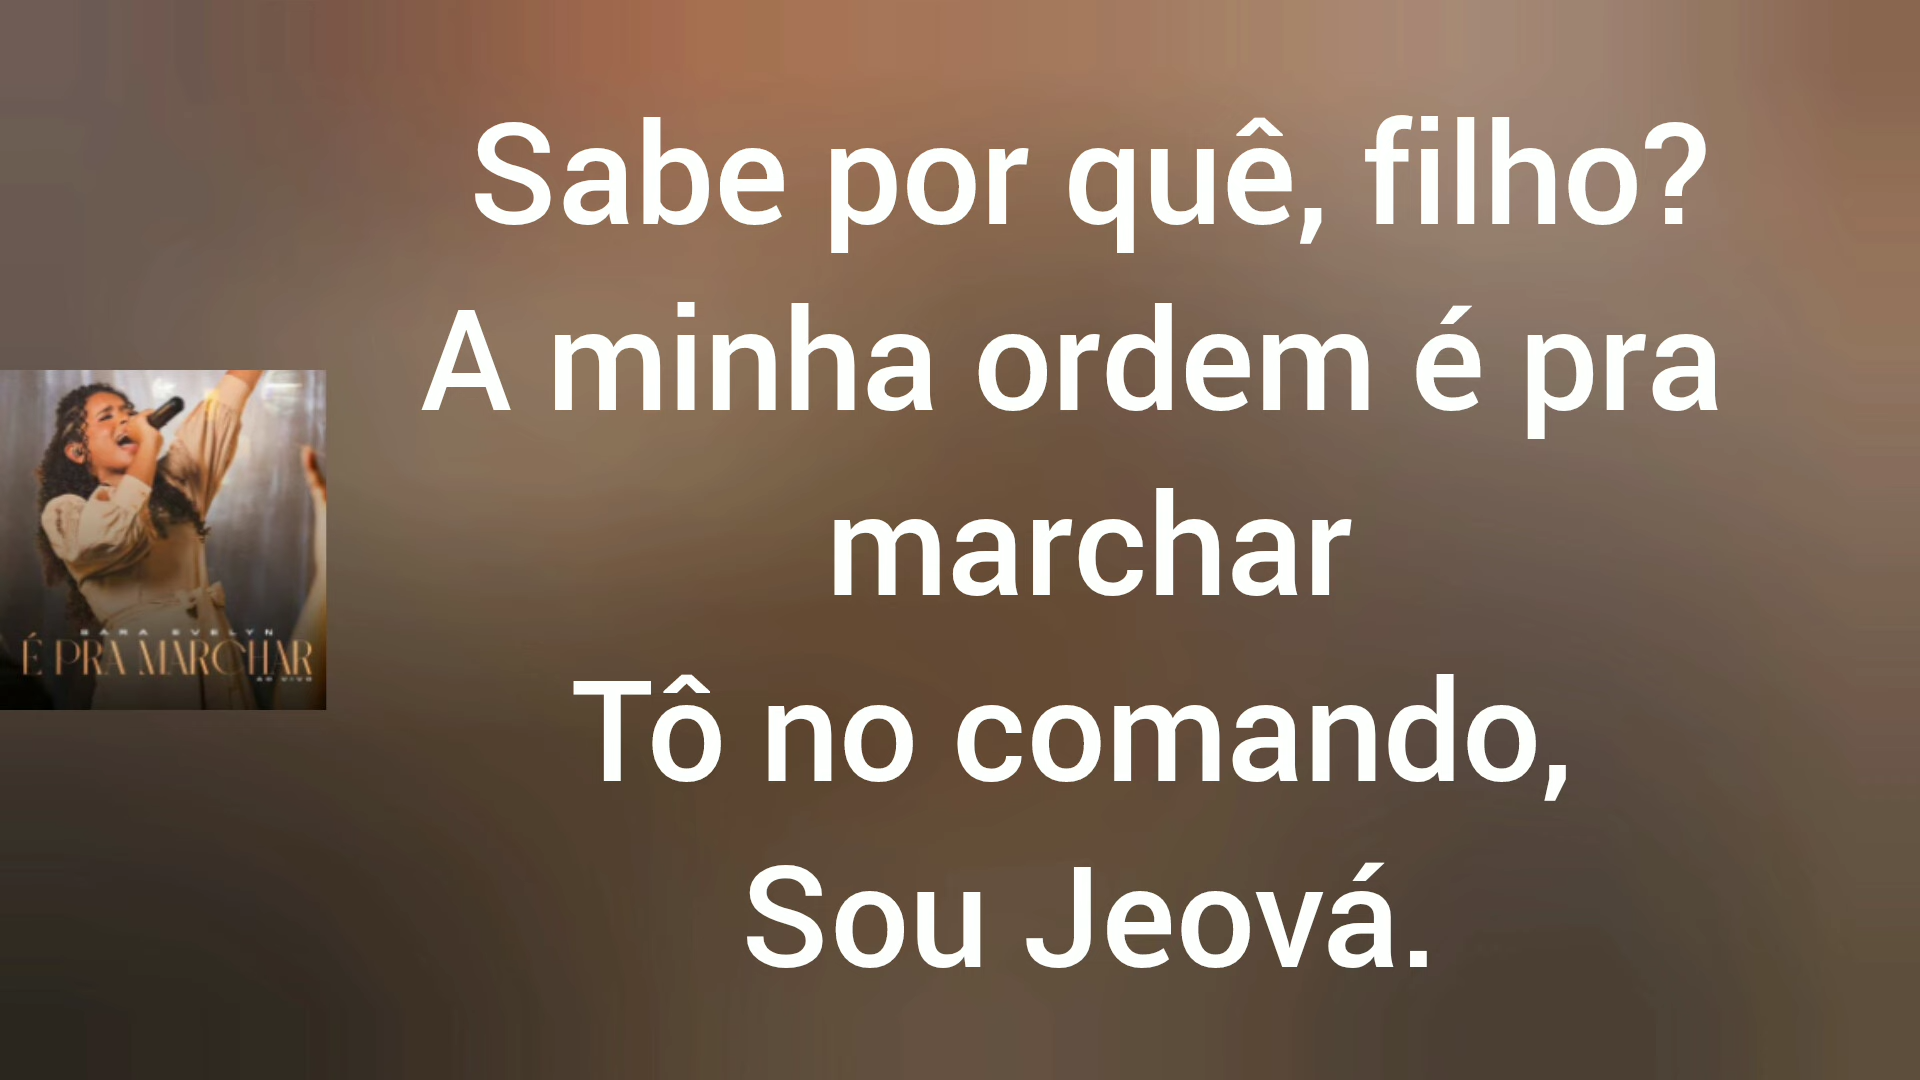 Sabe por quê, filho?
A minha ordem é pra
marchar
Tô no comando,
Sou Jeová.
SARA EVELYN
É PRA MARCHAR
AO VIVO